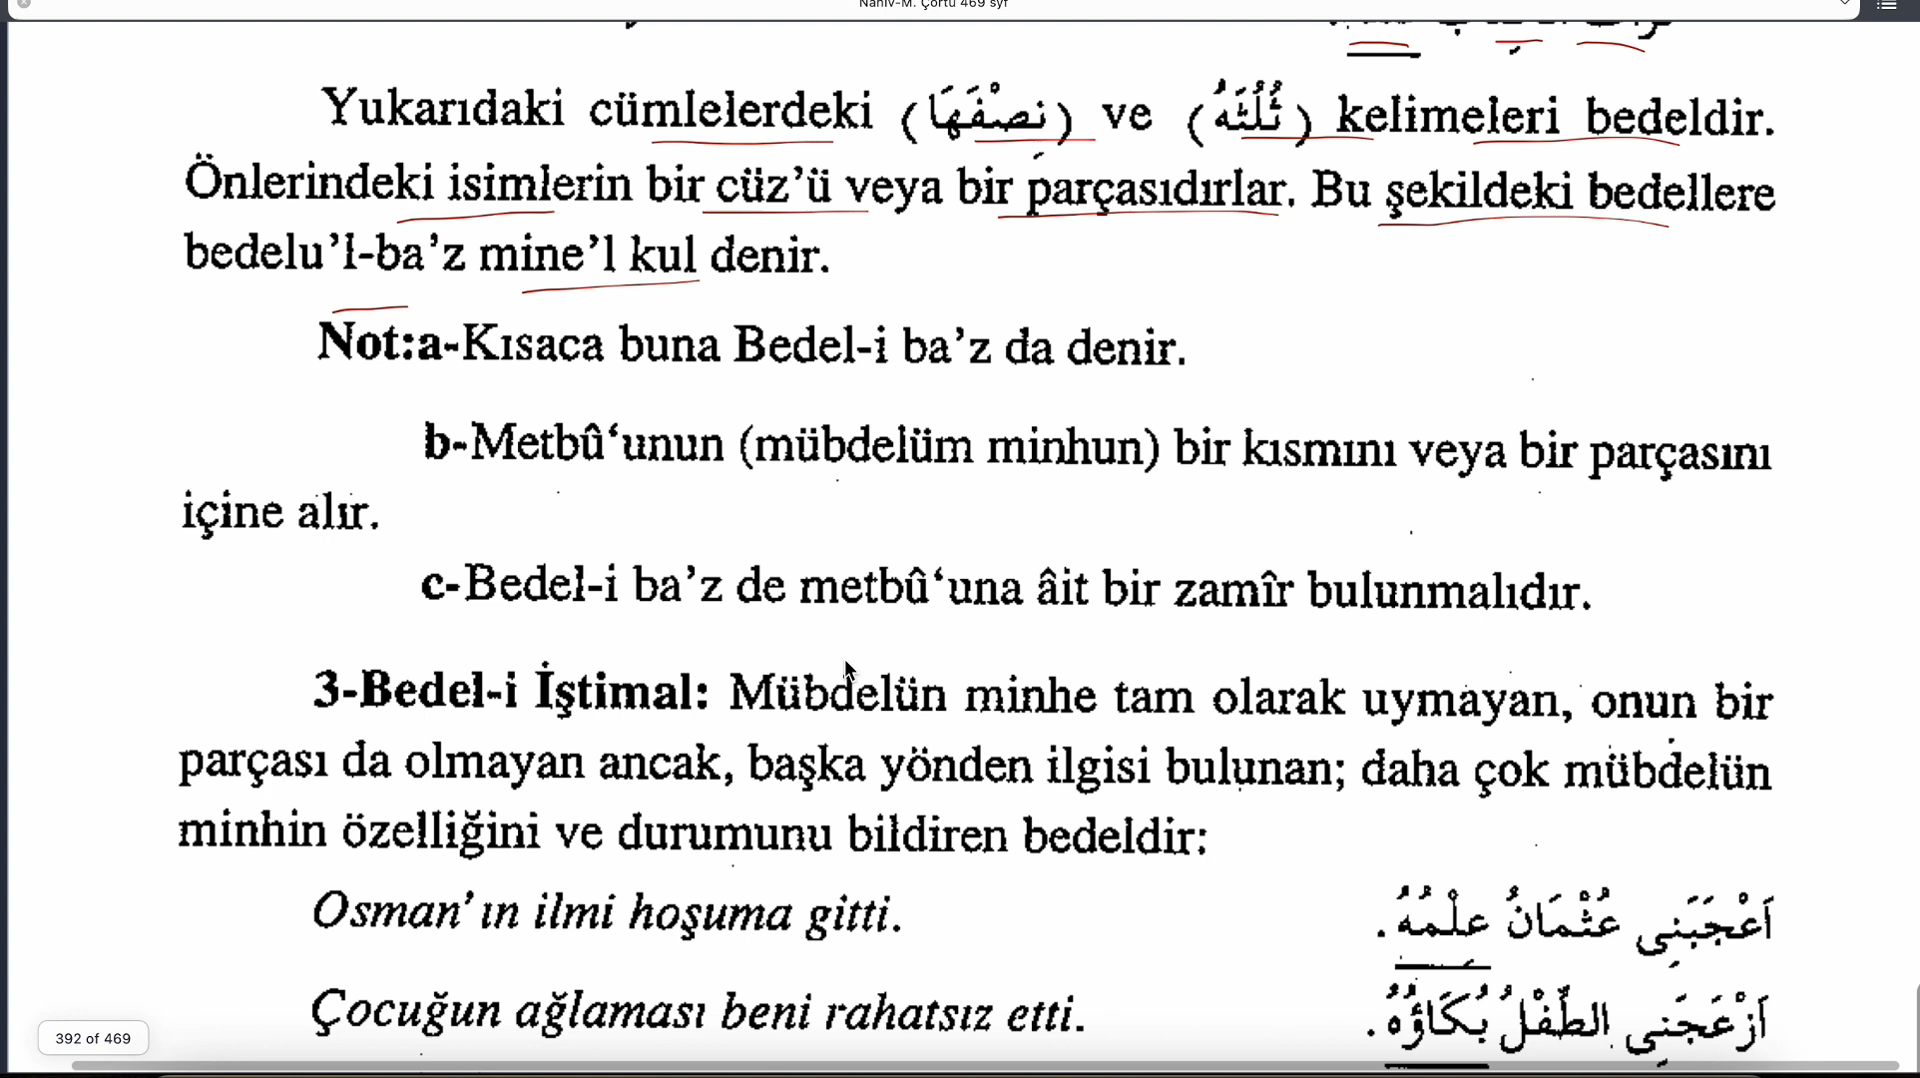 Nahiv-M. Çörtü 469 syf
Yukarıdaki cümlelerdeki (نِصْفَهَا) ve (ثُلُثَهُ) kelimeleri bedeldir.
Önlerindeki isimlerin bir cüz’ü veya bir parçasıdırlar. Bu şekildeki bedellere
bedelu’l-ba’z mine’l kul denir.
Not:a-Kısaca buna Bedel-i ba’z da denir.
b-Metbû‘unun (mübdelüm minhun) bir kısmını veya bir parçasını
içine alır.
c-Bedel-i ba’z de metbû‘una âit bir zamîr bulunmalıdır.
3-Bedel-i İştimal: Mübdelün minhe tam olarak uymayan, onun bir
parçası da olmayan ancak, başka yönden ilgisi bulunan; daha çok mübdelün
minhin özelliğini ve durumunu bildiren bedeldir:
Osman’ın ilmi hoşuma gitti. اَعْجَبَنِى عُثْمَانُ عِلْمُهُ .
Çocuğun ağlaması beni rahatsız etti. اَزْعَجَنِى الطِّفْلُ بُكَاؤُهُ .
392 of 469